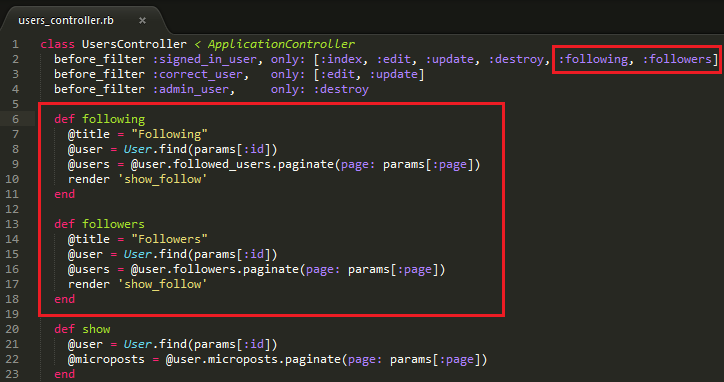 users_controller.rb ×
1 class UsersController < ApplicationController
2 before_filter :signed_in_user, only: [:index, :edit, :update, :destroy, :following, :followers]
3 before_filter :correct_user, only: [:edit, :update]
4 before_filter :admin_user, only: :destroy
5
6 def following
7 @title = "Following"
8 @user = User.find(params[:id])
9 @users = @user.followed_users.paginate(page: params[:page])
10 render 'show_follow'
11 end
12
13 def followers
14 @title = "Followers"
15 @user = User.find(params[:id])
16 @users = @user.followers.paginate(page: params[:page])
17 render 'show_follow'
18 end
19
20 def show
21 @user = User.find(params[:id])
22 @microposts = @user.microposts.paginate(page: params[:page])
23 end